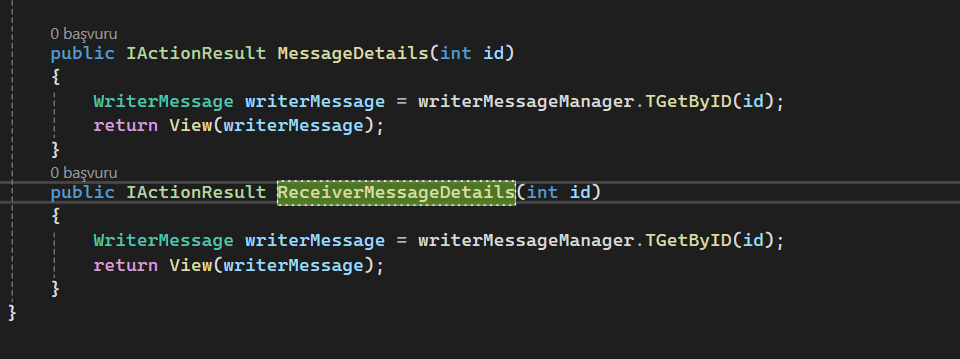 0 başvuru
public IActionResult MessageDetails(int id)
{
WriterMessage writerMessage = writerMessageManager.TGetByID(id);
return View(writerMessage);
}
0 başvuru
public IActionResult ReceiverMessageDetails(int id)
{
WriterMessage writerMessage = writerMessageManager.TGetByID(id);
return View(writerMessage);
}
}